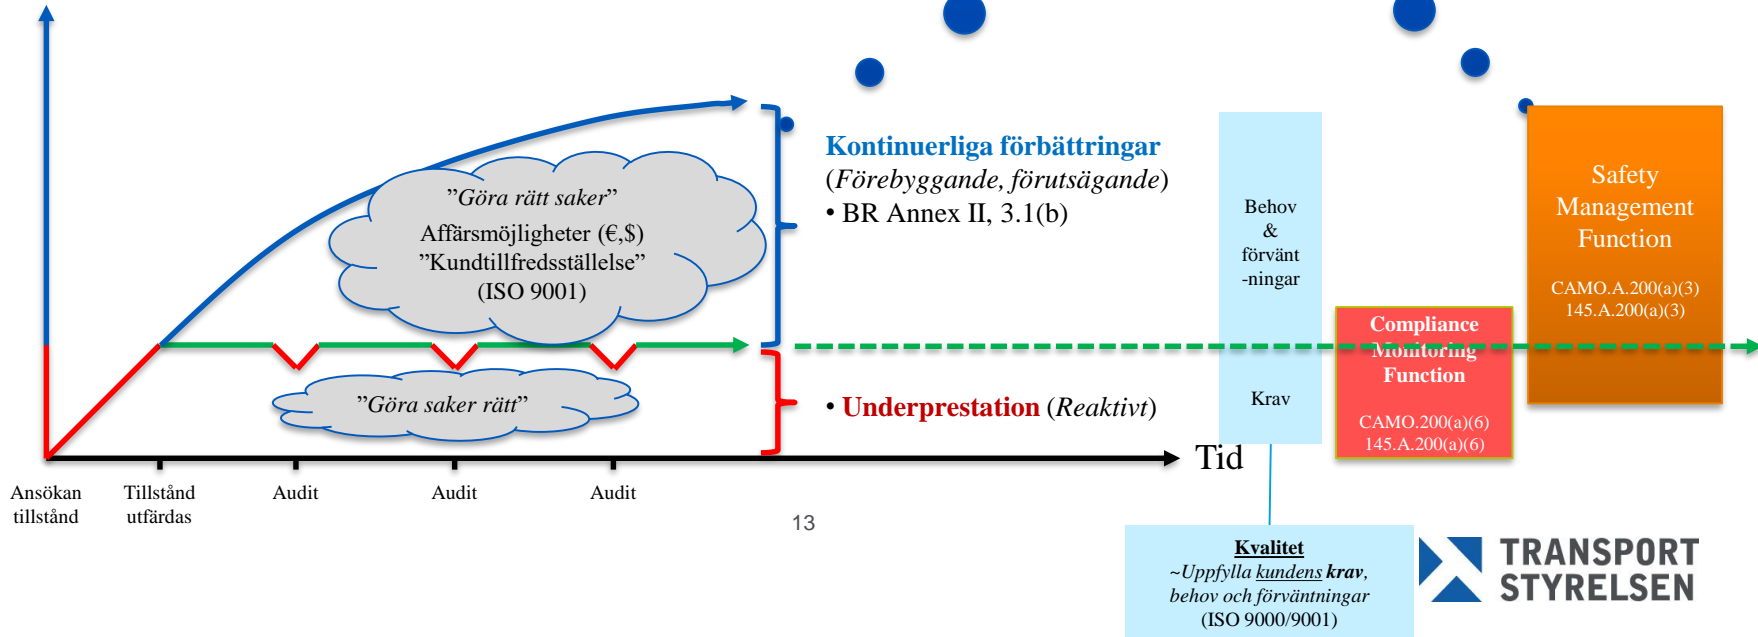 ”Göra rätt saker”
Affärsmöjligheter (€,$)
”Kundtillfredsställelse”
(ISO 9001)
”Göra saker rätt”
Kontinuerliga förbättringar
(Förebyggande, förutsägande)
• BR Annex II, 3.1(b)
• Underprestation (Reaktivt)
Behov
&
förvänt
-ningar
Krav
Compliance
Monitoring
Function
CAMO.200(a)(6)
145.A.200(a)(6)
Safety
Management
Function
CAMO.A.200(a)(3)
145.A.200(a)(3)
Tid
Ansökan
tillstånd
Tillstånd
utfärdas
Audit
Audit
Audit
13
Kvalitet
~Uppfylla kundens krav,
behov och förväntningar
(ISO 9000/9001)
TRANSPORT
STYRELSEN